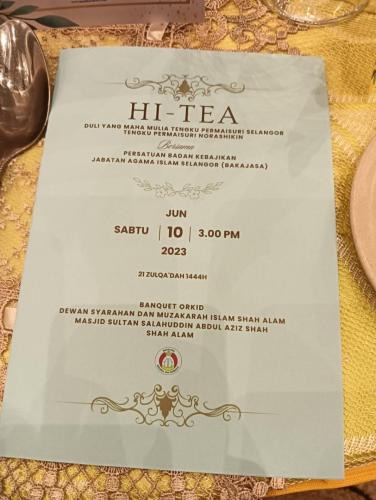 HI-TEA
DULI YANG MAHA MULIA TENGKU PERMAISURI SELANGOR
TENGKU PERMAISURI NORASHIKIN
Bersama
PERSATUAN BADAN KEBAJIKAN
JABATAN AGAMA ISLAM SELANGOR (BAKAJASA)
JUN
SABTU | 10 | 3.00 PM
2023
21 ZULQA'DAH 1444H
BANQUET ORKID
DEWAN SYARAHAN DAN MUZAKARAH ISLAM SHAH ALAM
MASJID SULTAN SALAHUDDIN ABDUL AZIZ SHAH
SHAH ALAM